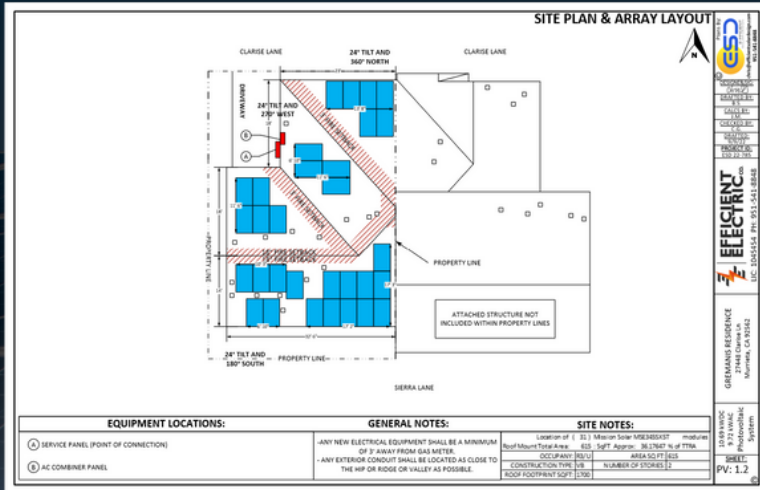 SITE PLAN & ARRAY LAYOUT
CLARISE LANE
24° TILT AND
360° NORTH
CLARISE LANE
N
DRIVEWAY
24° TILT AND
270° WEST
B
A
PROPERTY LINE
PROPERTY LINE
ATTACHED STRUCTURE NOT
INCLUDED WITHIN PROPERTY LINES
24° TILT AND
180° SOUTH
PROPERTY LINE
SIERRA LANE
EQUIPMENT LOCATIONS:
A SERVICE PANEL (POINT OF CONNECTION)
B AC COMBINER PANEL
GENERAL NOTES:
-ANY NEW ELECTRICAL EQUIPMENT SHALL BE A MINIMUM
OF 3' AWAY FROM GAS METER.
- ANY EXTERIOR CONDUIT SHALL BE LOCATED AS CLOSE TO
THE HIP OR RIDGE OR VALLEY AS POSSIBLE.
SITE NOTES:
Location of ( 31 ) Mission Solar MSE345SX5T modules
Roof Mount Total Area: 615 SqFT Approx: 36.17647 % of TTRA
OCCUPANY: R3/U AREA SQ FT: 615
CONSTRUCTION TYPE: VB NUMBER OF STORIES: 2
ROOF FOOTPRINT SQFT: 1700
ESD
EFFICIENT
ELECTRIC
LIC: 1045454 PH: 951-541-8848
GREMANIS RESIDENCE
27448 Clarise Ln
Murrieta, CA 92562
Photovoltaic
System
SHEET:
PV: 1.2